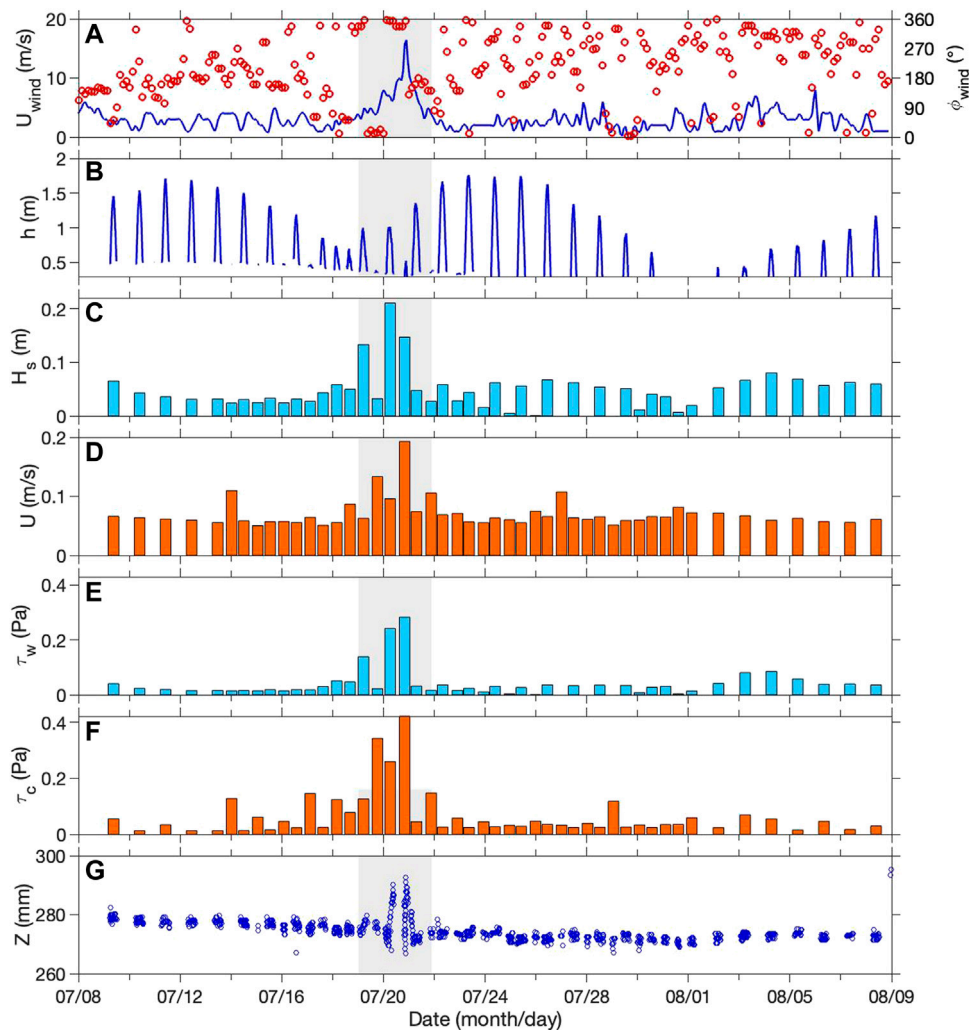 A
U_wind (m/s)
20
10
0
360
270
180
90
0
ϕ_wind (°)
B
h (m)
2
1.5
1
0.5
C
H_s (m)
0.2
0.1
0
D
U (m/s)
0.2
0.1
0
E
τ_w (Pa)
0.4
0.2
0
F
τ_c (Pa)
0.4
0.2
0
G
Z (mm)
300
280
260
07/08 07/12 07/16 07/20 07/24 07/28 08/01 08/05 08/09
Date (month/day)